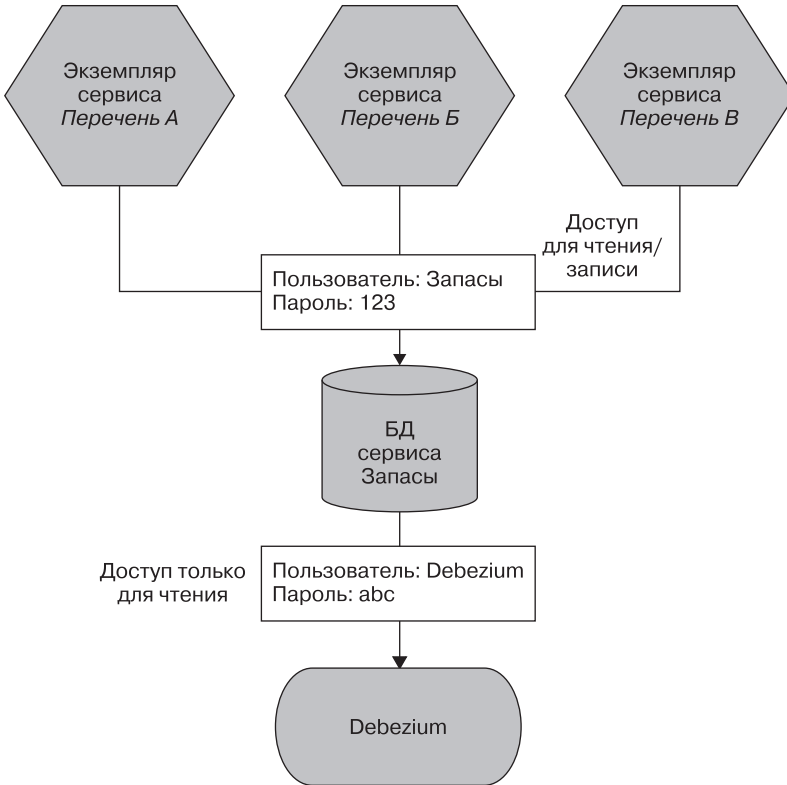 Экземпляр
сервиса
Перечень А
Экземпляр
сервиса
Перечень Б
Экземпляр
сервиса
Перечень В
Доступ
для чтения/
записи
Пользователь: Запасы
Пароль: 123
БД
сервиса
Запасы
Доступ только
для чтения
Пользователь: Debezium
Пароль: abc
Debezium